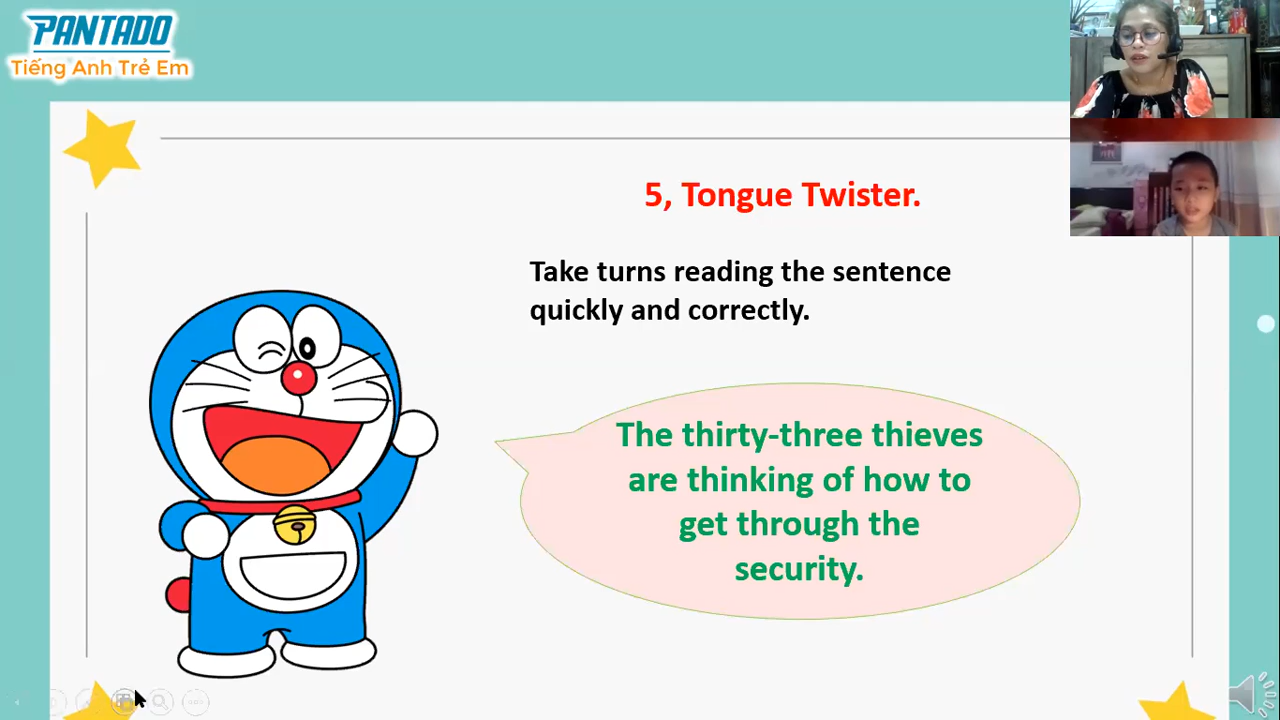 PANTADO
Tiếng Anh Trẻ Em
5, Tongue Twister.
Take turns reading the sentence
quickly and correctly.
The thirty-three thieves
are thinking of how to
get through the
security.